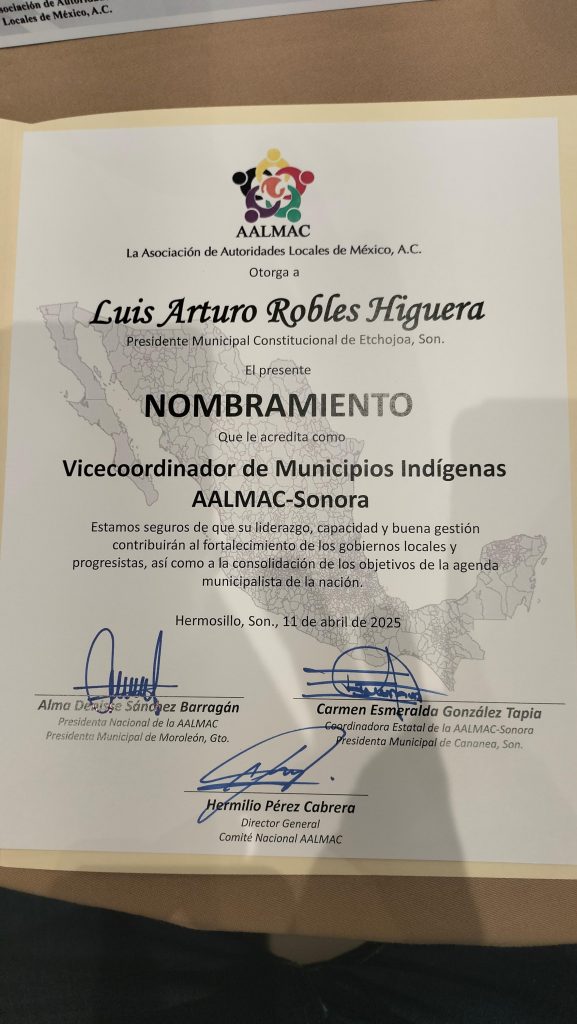 Locales de México, A.C.
AALMAC
La Asociación de Autoridades Locales de México, A.C.
Otorga a
Luis Arturo Robles Higuera
Presidente Municipal Constitucional de Etchojoa, Son.
El presente
NOMBRAMIENTO
Que le acredita como
Vicecoordinador de Municipios Indígenas
AALMAC-Sonora
Estamos seguros de que su liderazgo, capacidad y buena gestión
contribuirán al fortalecimiento de los gobiernos locales y
progresistas, así como a la consolidación de los objetivos de la agenda
municipalista de la nación.
Hermosillo, Son., 11 de abril de 2025
Alma Denisse Sánchez Barragán
Presidenta Nacional de la AALMAC
Presidenta Municipal de Moroleón, Gto.
Carmen Esmeralda González Tapia
Coordinadora Estatal de la AALMAC-Sonora
Presidenta Municipal de Cananea, Son.
Hermilio Pérez Cabrera
Director General
Comité Nacional AALMAC